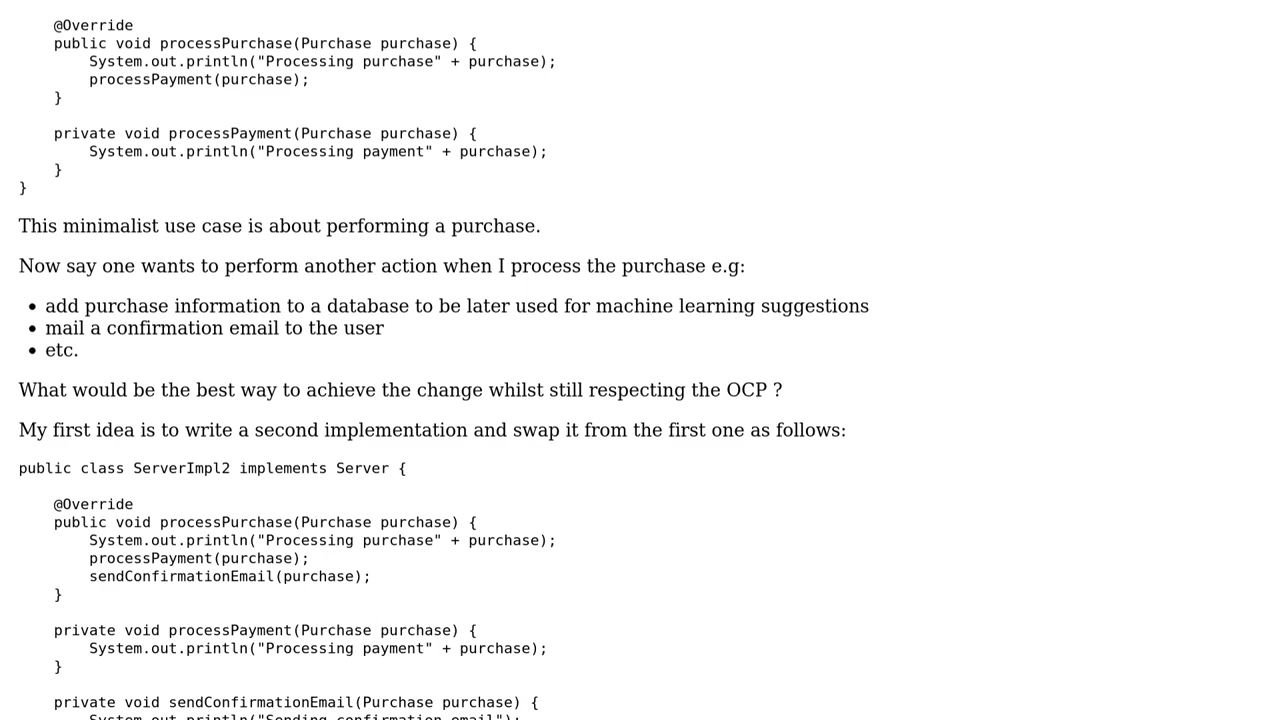 @Override
public void processPurchase(Purchase purchase) {
System.out.println("Processing purchase" + purchase);
processPayment(purchase);
}
private void processPayment(Purchase purchase) {
System.out.println("Processing payment" + purchase);
}
}
This minimalist use case is about performing a purchase.
Now say one wants to perform another action when I process the purchase e.g:
• add purchase information to a database to be later used for machine learning suggestions
• mail a confirmation email to the user
• etc.
What would be the best way to achieve the change whilst still respecting the OCP ?
My first idea is to write a second implementation and swap it from the first one as follows:
public class ServerImpl2 implements Server {
@Override
public void processPurchase(Purchase purchase) {
System.out.println("Processing purchase" + purchase);
processPayment(purchase);
sendConfirmationEmail(purchase);
}
private void processPayment(Purchase purchase) {
System.out.println("Processing payment" + purchase);
}
private void sendConfirmationEmail(Purchase purchase) {
System.out.println("Sending confirmation email");